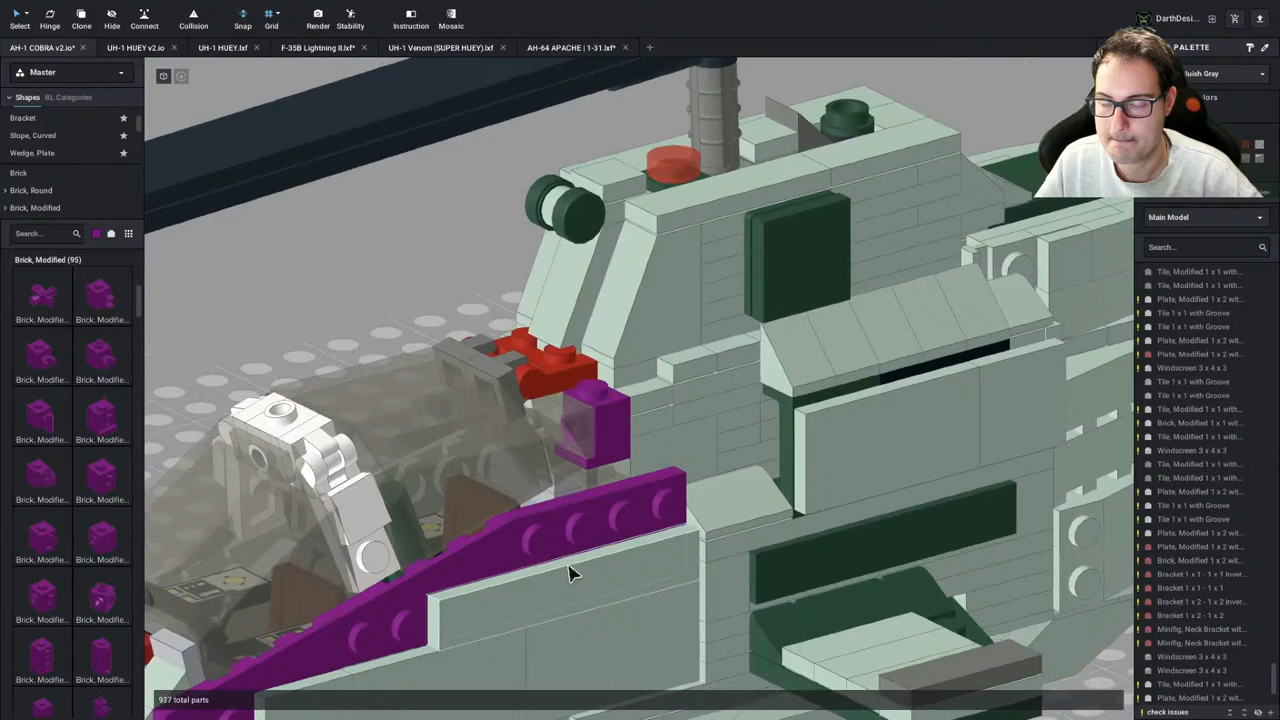 Select
Hinge
Clone
Hide
Connect
Collision
Snap
Grid
Render
Stability
Instruction
Mosaic
DarthDesi...
AH-1 COBRA v2.io*
UH-1 HUEY v2.io
UH-1 HUEY.lxf
F-35B Lightning II.lxf*
UH-1 Venom (SUPER HUEY).lxf
AH-64 APACHE | 1-31.lxf*
PALETTE
Master
luish Gray
Shapes
BL Categories
lors
Bracket
Slope, Curved
Wedge, Plate
Brick
Brick, Round
Brick, Modified
Main Model
Search...
Search...
Brick, Modified (95)
Brick, Modifie...
Brick, Modifie...
Brick, Modifie...
Brick, Modifie...
Brick, Modifie...
Brick, Modifie...
Brick, Modifie...
Brick, Modifie...
Brick, Modifie...
Brick, Modifie...
Brick, Modifie...
Brick, Modifie...
Brick, Modifie...
Brick, Modifie...
Tile, Modified 1 x 1 with...
Tile, Modified 1 x 1 with...
Plate, Modified 1 x 2 wit...
Tile 1 x 1 with Groove
Tile 1 x 1 with Groove
Plate, Modified 1 x 2 wit...
Plate, Modified 1 x 2 wit...
Windscreen 3 x 4 x 3
Tile 1 x 1 with Groove
Tile 1 x 1 with Groove
Tile, Modified 1 x 1 with...
Brick, Modified 1 x 1 wit...
Tile, Modified 1 x 1 with...
Windscreen 3 x 4 x 3
Tile, Modified 1 x 1 with...
Tile, Modified 1 x 1 with...
Plate, Modified 1 x 2 wit...
Tile 1 x 1 with Groove
Tile 1 x 1 with Groove
Plate, Modified 1 x 2 wit...
Plate, Modified 1 x 2 wit...
Brick, Modified 1 x 1 wit...
Bracket 1 x 1 - 1 x 1 Inver...
Bracket 1 x 1 - 1 x 1
Bracket 1 x 2 - 1 x 2 Inver...
Bracket 1 x 2 - 1 x 2
Minifig, Neck Bracket wit...
Minifig, Neck Bracket wit...
Windscreen 3 x 4 x 3
Windscreen 3 x 4 x 3
Tile, Modified 1 x 1 with...
Plate, Modified 1 x 2 wit...
937 total parts
check issues